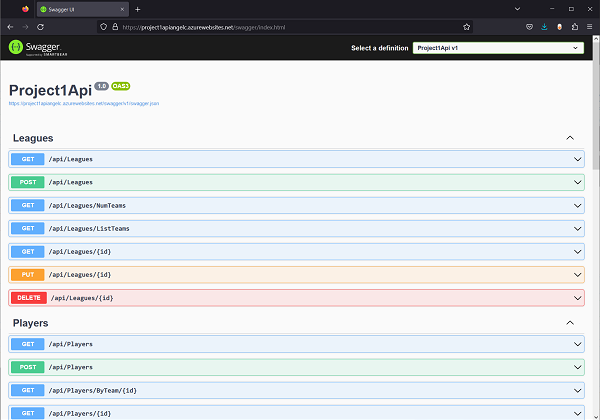 Swagger UI
https://project1apiangelc.azurewebsites.net/swagger/index.html
Swagger
Supported by SMARTBEAR
Select a definition
Project1Api v1
Project1Api 1.0 OAS3
https://project1apiangelc.azurewebsites.net/swagger/v1/swagger.json
Leagues
GET /api/Leagues
POST /api/Leagues
GET /api/Leagues/NumTeams
GET /api/Leagues/ListTeams
GET /api/Leagues/{id}
PUT /api/Leagues/{id}
DELETE /api/Leagues/{id}
Players
GET /api/Players
POST /api/Players
GET /api/Players/ByTeam/{id}
GET /api/Players/{id}